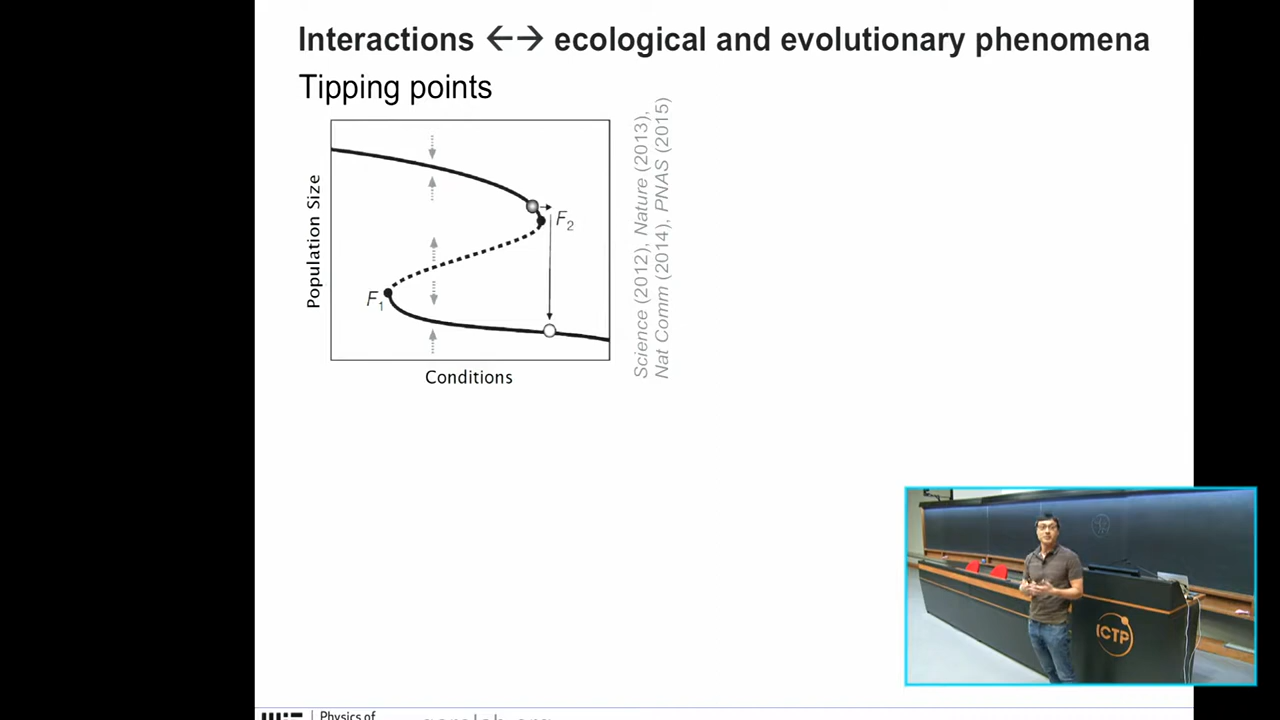 Interactions ←→ ecological and evolutionary phenomena
Tipping points
Population Size
F2
F1
Conditions
Science (2012), Nature (2013),
Nat Comm (2014), PNAS (2015)
ICTP
Physics of